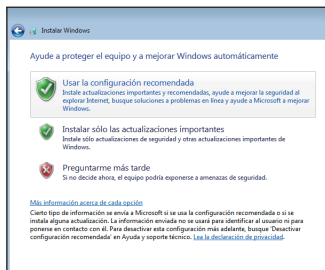 Instalar Windows
Ayude a proteger el equipo y a mejorar Windows automáticamente
Usar la configuración recomendada
Instale actualizaciones importantes y recomendadas, ayude a mejorar la seguridad al
explorar Internet, busque soluciones a problemas en línea y ayude a Microsoft a mejorar
Windows.
Instalar sólo las actualizaciones importantes
Instale sólo actualizaciones de seguridad y otras actualizaciones importantes de
Windows.
Preguntarme más tarde
Si no decide ahora, el equipo podría exponerse a amenazas de seguridad.
Más información acerca de cada opción
Cierto tipo de información se envía a Microsoft si se usa la configuración recomendada o si se
instala alguna actualización. La información enviada no se usará para identificar al usuario ni para
ponerse en contacto con él. Para desactivar esta configuración más adelante, busque 'Desactivar
configuración recomendada' en Ayuda y soporte técnico. Lea la declaración de privacidad.